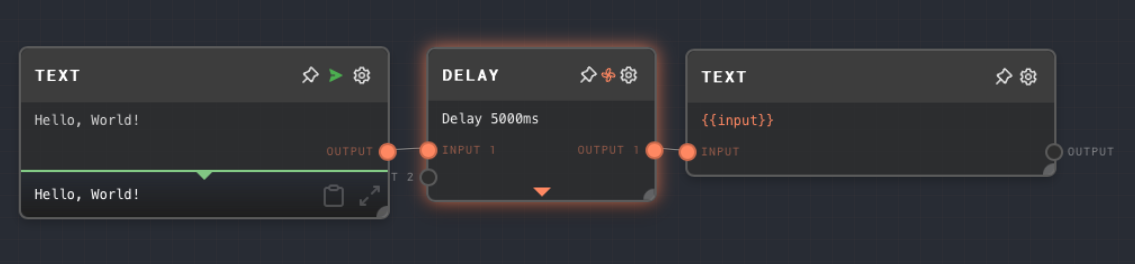 TEXT
Hello, World!
OUTPUT
Hello, World!
DELAY
Delay 5000ms
INPUT 1
OUTPUT 1
T 2
TEXT
{{input}}
INPUT
OUTPUT